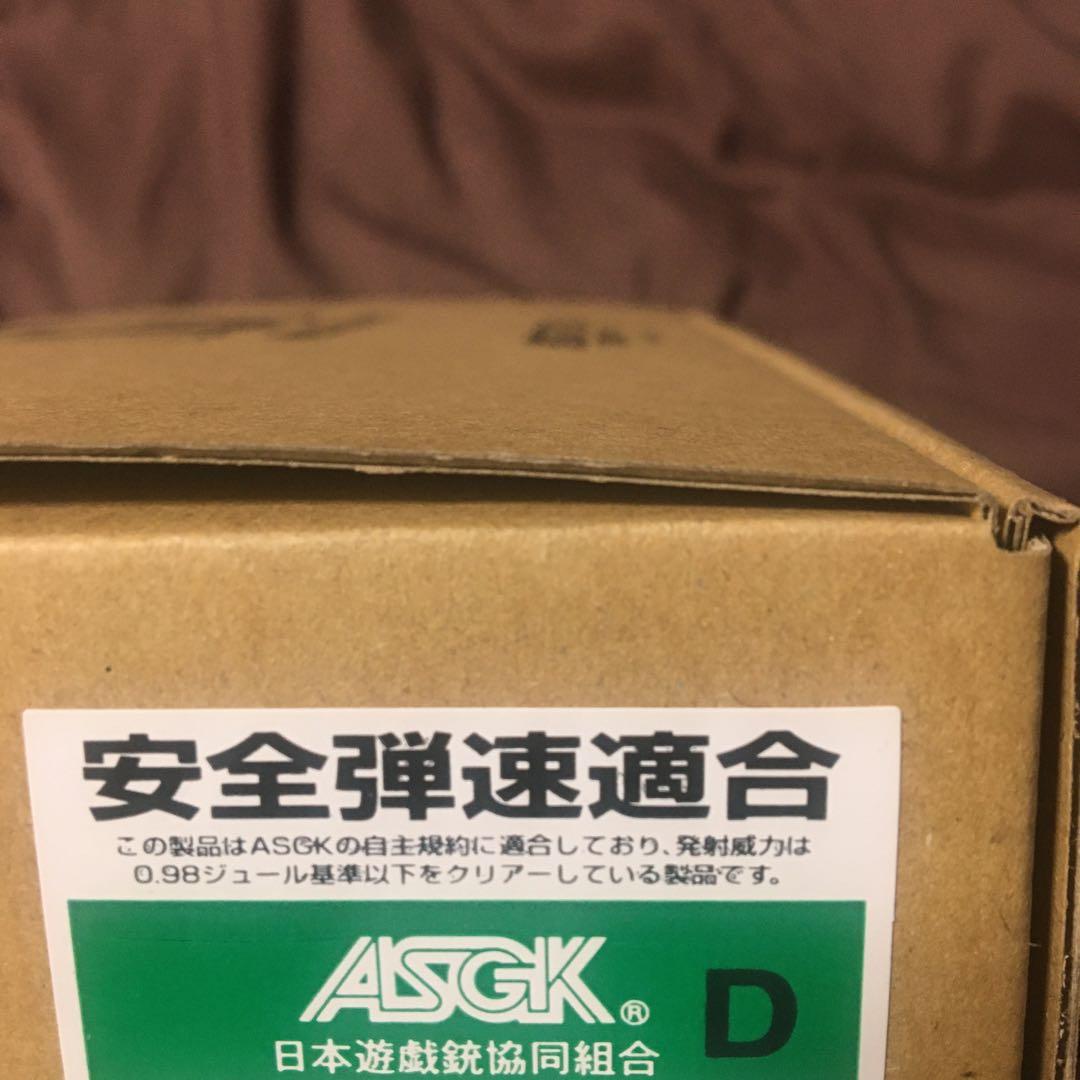 安全弾速適合
この製品はASGKの自主規約に適合しており、発射威力は
0.98ジュール基準以下をクリアーしている製品です。
ASGK®
D
日本遊戯銃協同組合